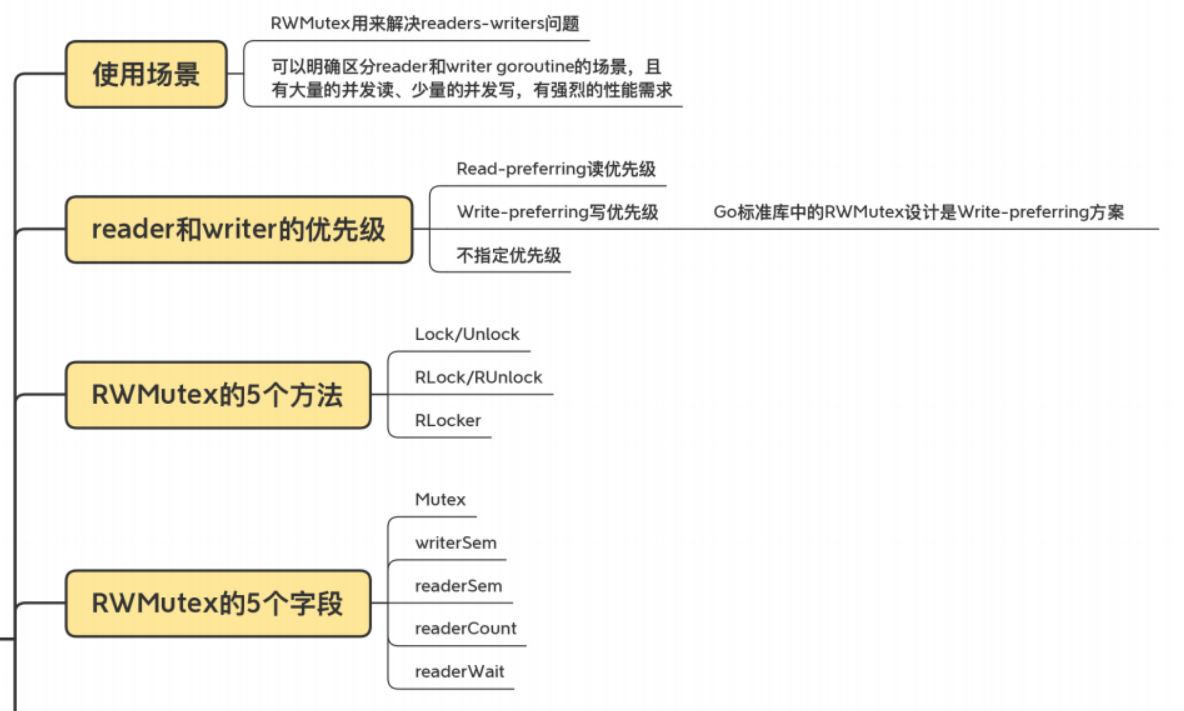 使用场景
RWMutex用来解决readers-writers问题
可以明确区分reader和writer goroutine的场景，且
有大量的并发读、少量的并发写，有强烈的性能需求
reader和writer的优先级
Read-preferring读优先级
Write-preferring写优先级
Go标准库中的RWMutex设计是Write-preferring方案
不指定优先级
RWMutex的5个方法
Lock/Unlock
RLock/RUnlock
RLocker
RWMutex的5个字段
Mutex
writerSem
readerSem
readerCount
readerWait